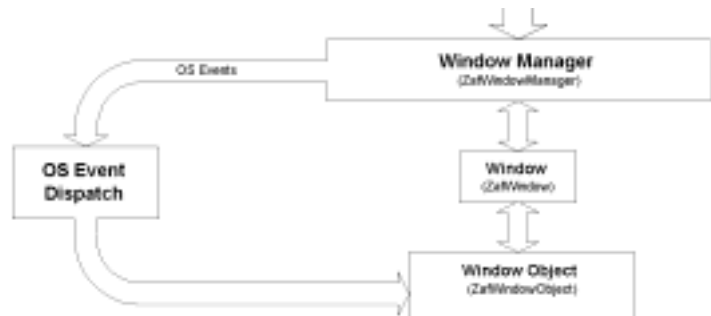 Window Manager
(ZafWindowManager)
OS Events
OS Event
Dispatch
Window
(ZafWindow)
Window Object
(ZafWindowObject)